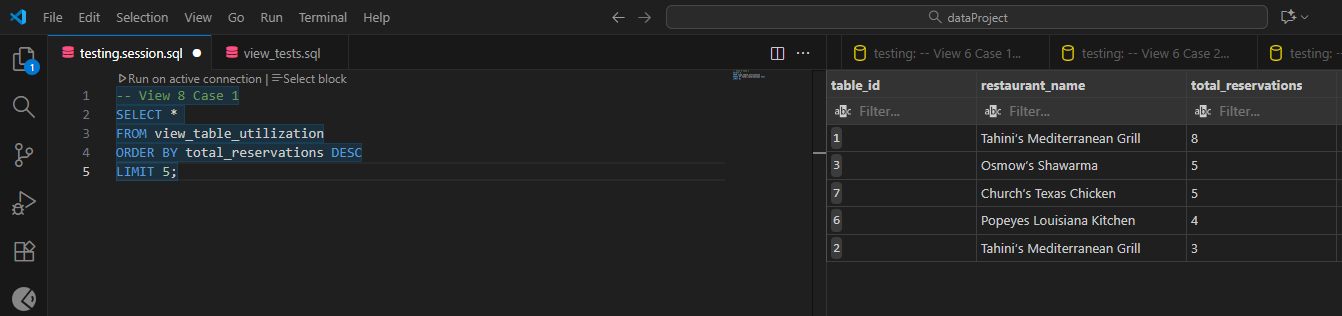 File Edit Selection View Go Run Terminal Help
dataProject
testing.session.sql
view_tests.sql
testing: -- View 6 Case 1...
testing: -- View 6 Case 2...
testing: --
1
Run on active connection | Select block
1 -- View 8 Case 1
2 SELECT *
3 FROM view_table_utilization
4 ORDER BY total_reservations DESC
5 LIMIT 5;
table_id restaurant_name total_reservations
abc Filter... abc Filter... abc Filter...
1 Tahini's Mediterranean Grill 8
3 Osmow's Shawarma 5
7 Church's Texas Chicken 5
6 Popeyes Louisiana Kitchen 4
2 Tahini's Mediterranean Grill 3